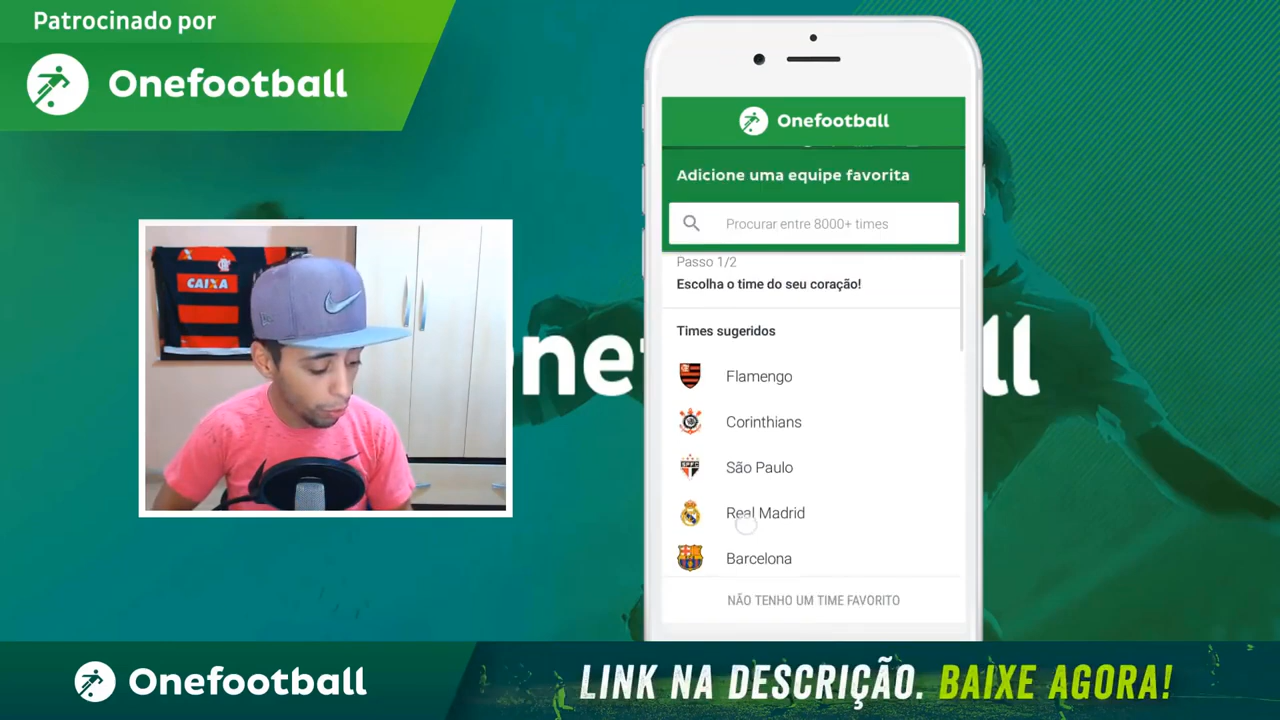 Patrocinado por
Onefootball
Onefootball
Adicione uma equipe favorita
Procurar entre 8000+ times
Passo 1/2
Escolha o time do seu coração!
Times sugeridos
Flamengo
Corinthians
São Paulo
Real Madrid
Barcelona
NÃO TENHO UM TIME FAVORITO
CAIXA
ne ll
Onefootball
LINK NA DESCRIÇÃO. BAIXE AGORA!